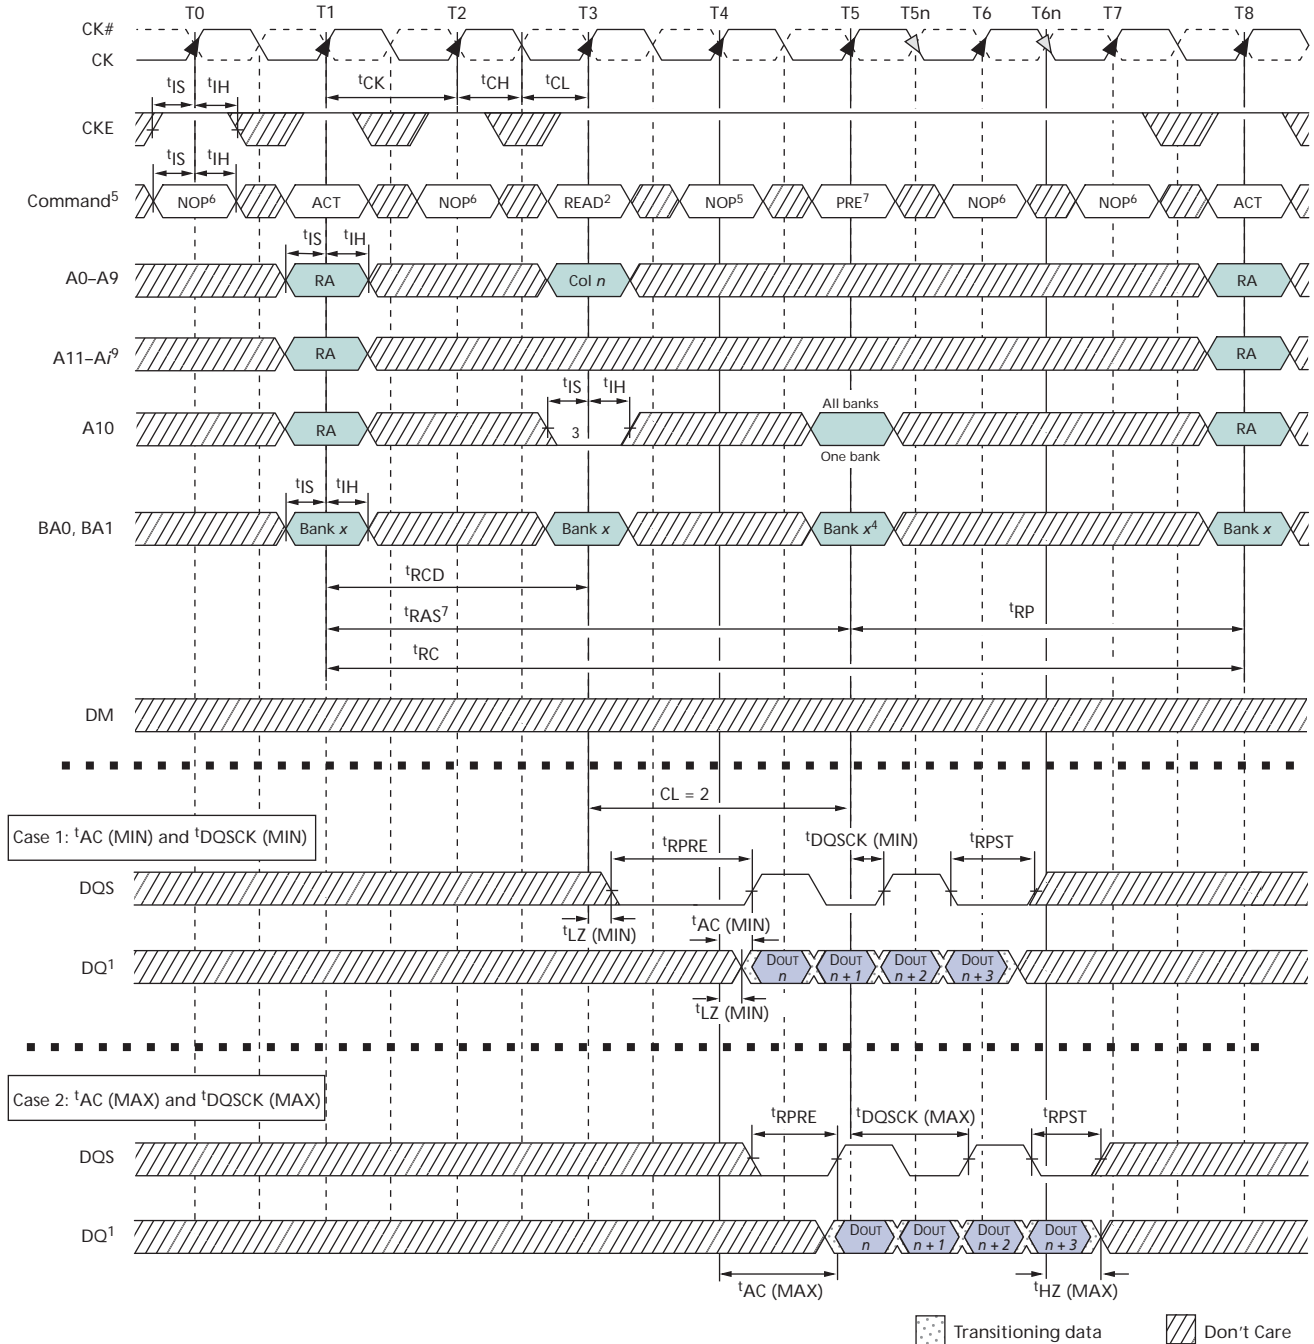 T0 T1 T2 T3 T4 T5 T5n T6 T6n T7 T8
CK#
CK
tIS tIH tCK tCH tCL
CKE
tIS tIH
Command5 NOP6 ACT NOP6 READ2 NOP5 PRE7 NOP6 NOP6 ACT
tIS tIH
A0–A9 RA Col n RA
A11–Ai9 RA RA
tIS tIH
All banks
A10 RA 3 RA
One bank
tIS tIH
BA0, BA1 Bank x Bank x Bank x4 Bank x
tRCD
tRAS7 tRP
tRC
DM
CL = 2
Case 1: tAC (MIN) and tDQSCK (MIN)
tRPRE tDQSCK (MIN) tRPST
DQS
tLZ (MIN) tAC (MIN)
DQ1 DOUT n DOUT n + 1 DOUT n + 2 DOUT n + 3
tLZ (MIN)
Case 2: tAC (MAX) and tDQSCK (MAX)
tRPRE tDQSCK (MAX) tRPST
DQS
DQ1 DOUT n DOUT n + 1 DOUT n + 2 DOUT n + 3
tAC (MAX) tHZ (MAX)
Transitioning data Don't Care